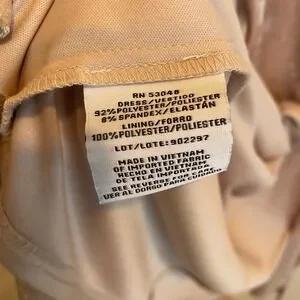 RN 53048
DRESS/VESTIDO
92%POLYESTER/POLIESTER
8% SPANDEX/ELASTÁN
LINING/FORRO
100%POLYESTER/POLIESTER
LOT/LOTE: 902297
MADE IN VIETNAM
OF IMPORTED FABRIC
HECHO EN VIETNAM
DE TELA IMPORTADA
SEE REVERSE FOR CARE
VER AL DORSO PARA CUIDADO